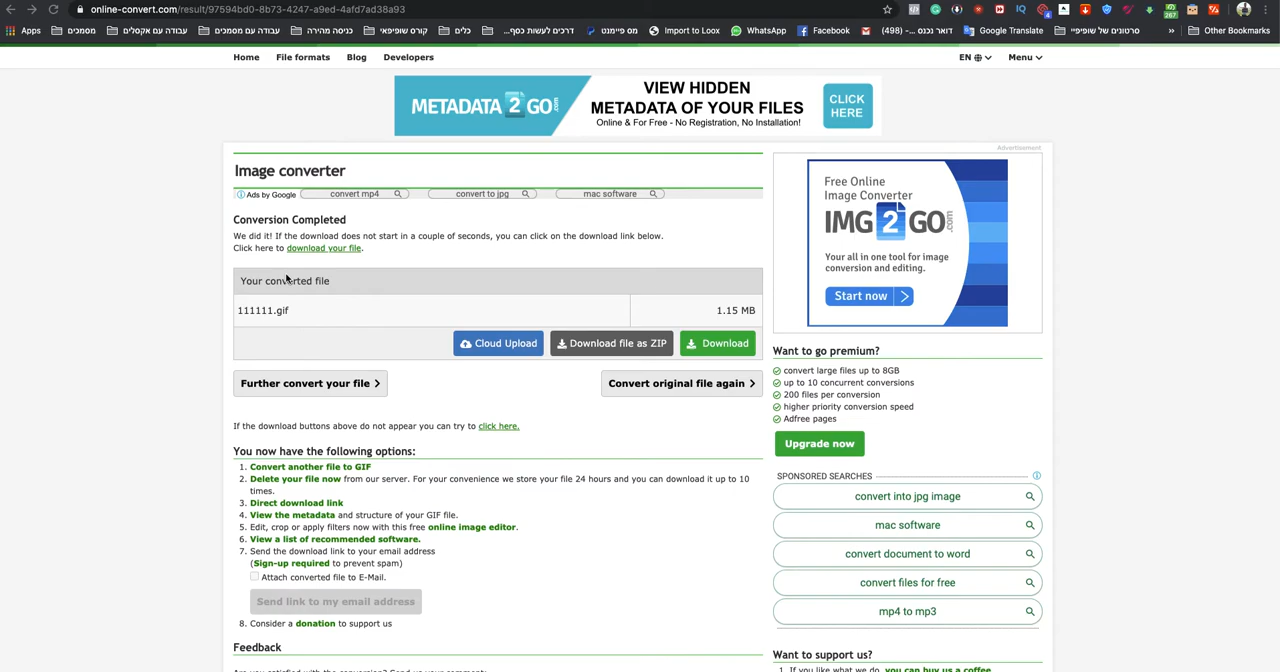 online-convert.com/result/97594bd0-8b73-4247-a9ed-4afd7ad38a93
Apps
מסמכים
עבודה עם אקסלים
עבודה עם מסמכים
כניסה מהירה
קורס שופיפאי
כלים
דרכים לעשות כסף...
מס פיימנט
Import to Loox
WhatsApp
Facebook
דואר נכנס ...- (498)
Google Translate
סרטונים של שופיפיי
»
Other Bookmarks
Home
File formats
Blog
Developers
EN
Menu
METADATA 2 GO .com
VIEW HIDDEN
METADATA OF YOUR FILES
Online & For Free - No Registration, No Installation!
CLICK
HERE
Advertisement
Image converter
Ads by Google
convert mp4
convert to jpg
mac software
Conversion Completed
We did it! If the download does not start in a couple of seconds, you can click on the download link below.
Click here to download your file.
Your converted file
111111.gif
1.15 MB
Cloud Upload
Download file as ZIP
Download
Further convert your file
Convert original file again
If the download buttons above do not appear you can try to click here.
You now have the following options:
1. Convert another file to GIF
2. Delete your file now from our server. For your convenience we store your file 24 hours and you can download it up to 10
times.
3. Direct download link
4. View the metadata and structure of your GIF file.
5. Edit, crop or apply filters now with this free online image editor.
6. View a list of recommended software.
7. Send the download link to your email address
(Sign-up required to prevent spam)
Attach converted file to E-Mail.
Send link to my email address
8. Consider a donation to support us
Feedback
Free Online
Image Converter
IMG 2 GO .com
Your all in one tool for image
conversion and editing.
Start now
Want to go premium?
convert large files up to 8GB
up to 10 concurrent conversions
200 files per conversion
higher priority conversion speed
Adfree pages
Upgrade now
SPONSORED SEARCHES
convert into jpg image
mac software
convert document to word
convert files for free
mp4 to mp3
Want to support us?
1. If you like what we do, you can buy us a coffee